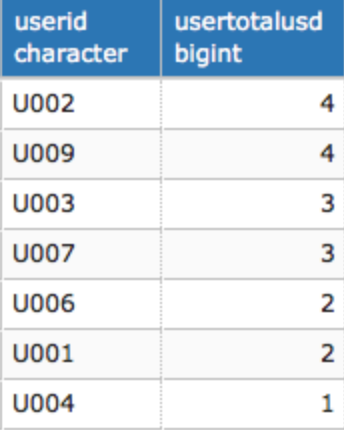 userid usertotalusd
character bigint
U002 4
U009 4
U003 3
U007 3
U006 2
U001 2
U004 1